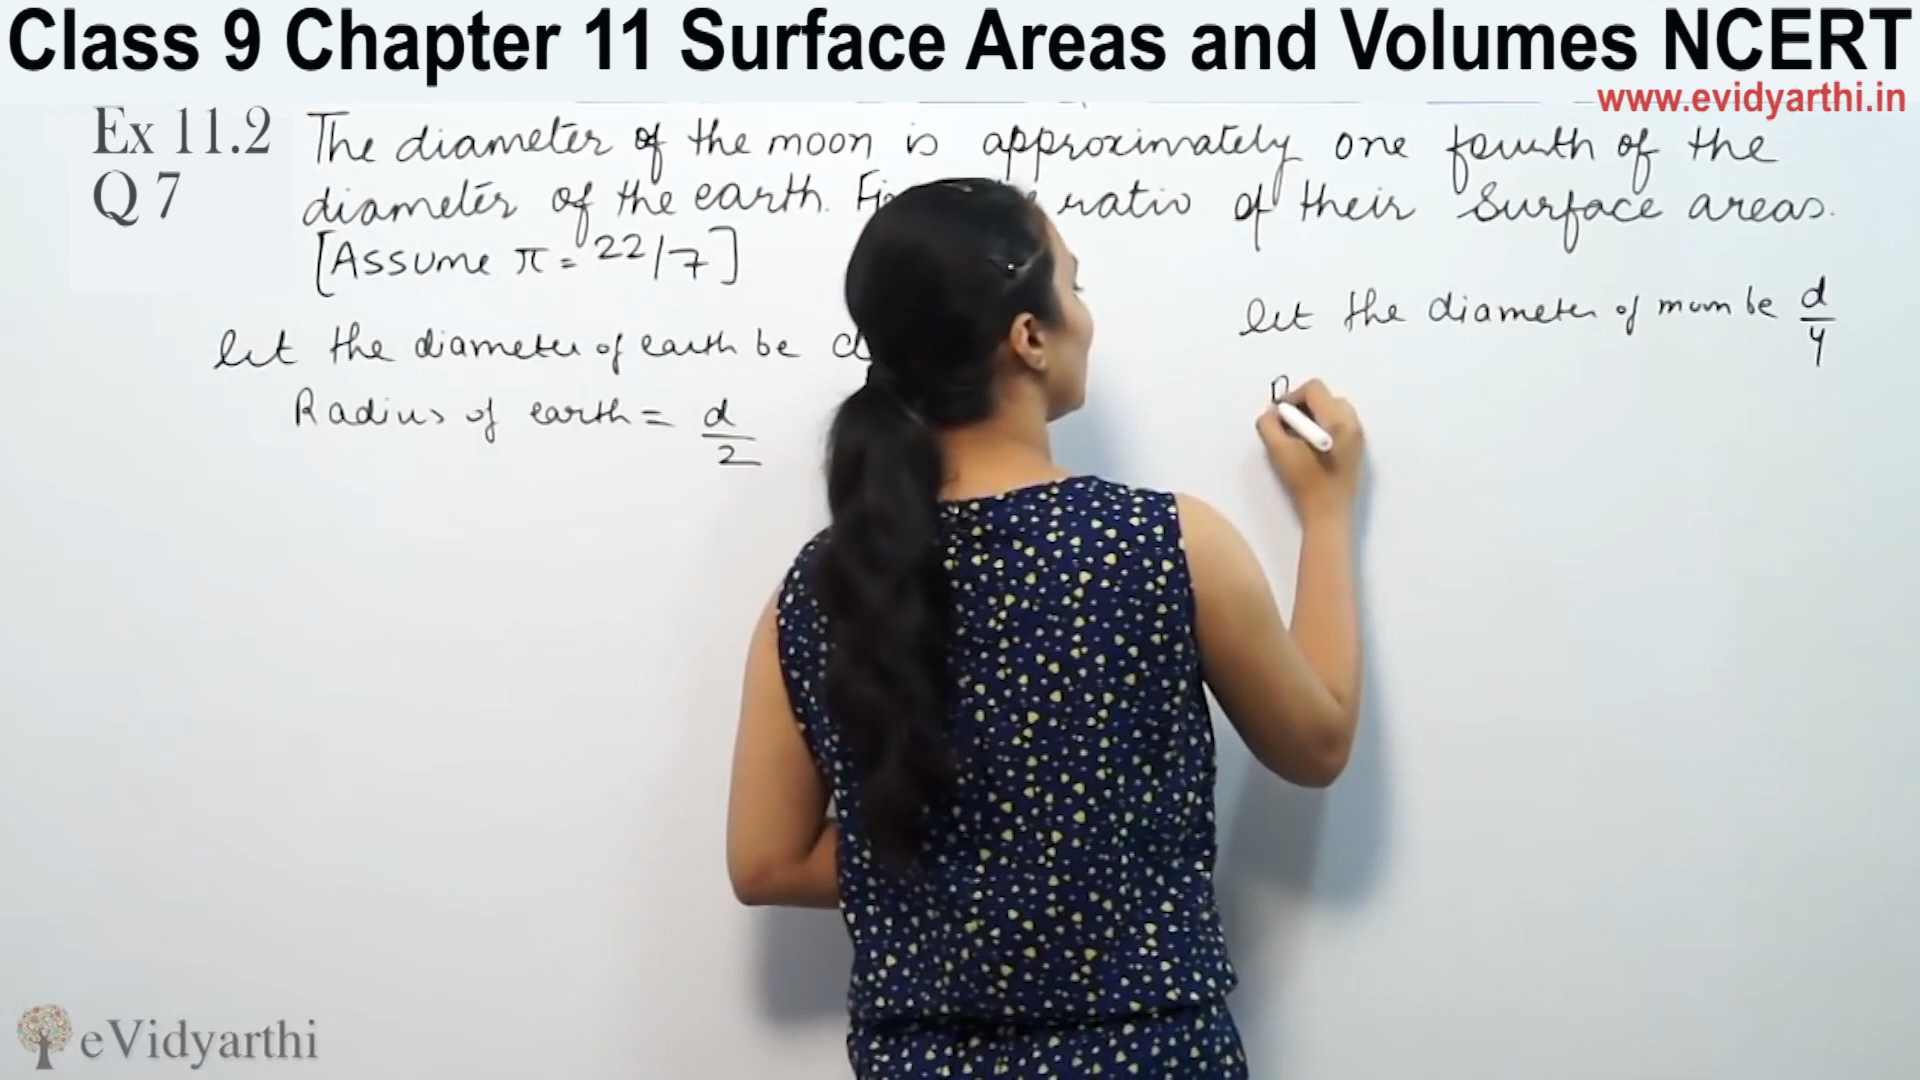 Class 9 Chapter 11 Surface Areas and Volumes NCERT
www.evidyarthi.in
Ex 11.2
Q 7
The diameter of the moon is approximately one fourth of the
diameter of the earth. ratio of their surface areas.
[Assume π = 22/7]
let the diameter of earth be d
Radius of earth = d/2
let the diameter of moon be d/4
eVidyarthi